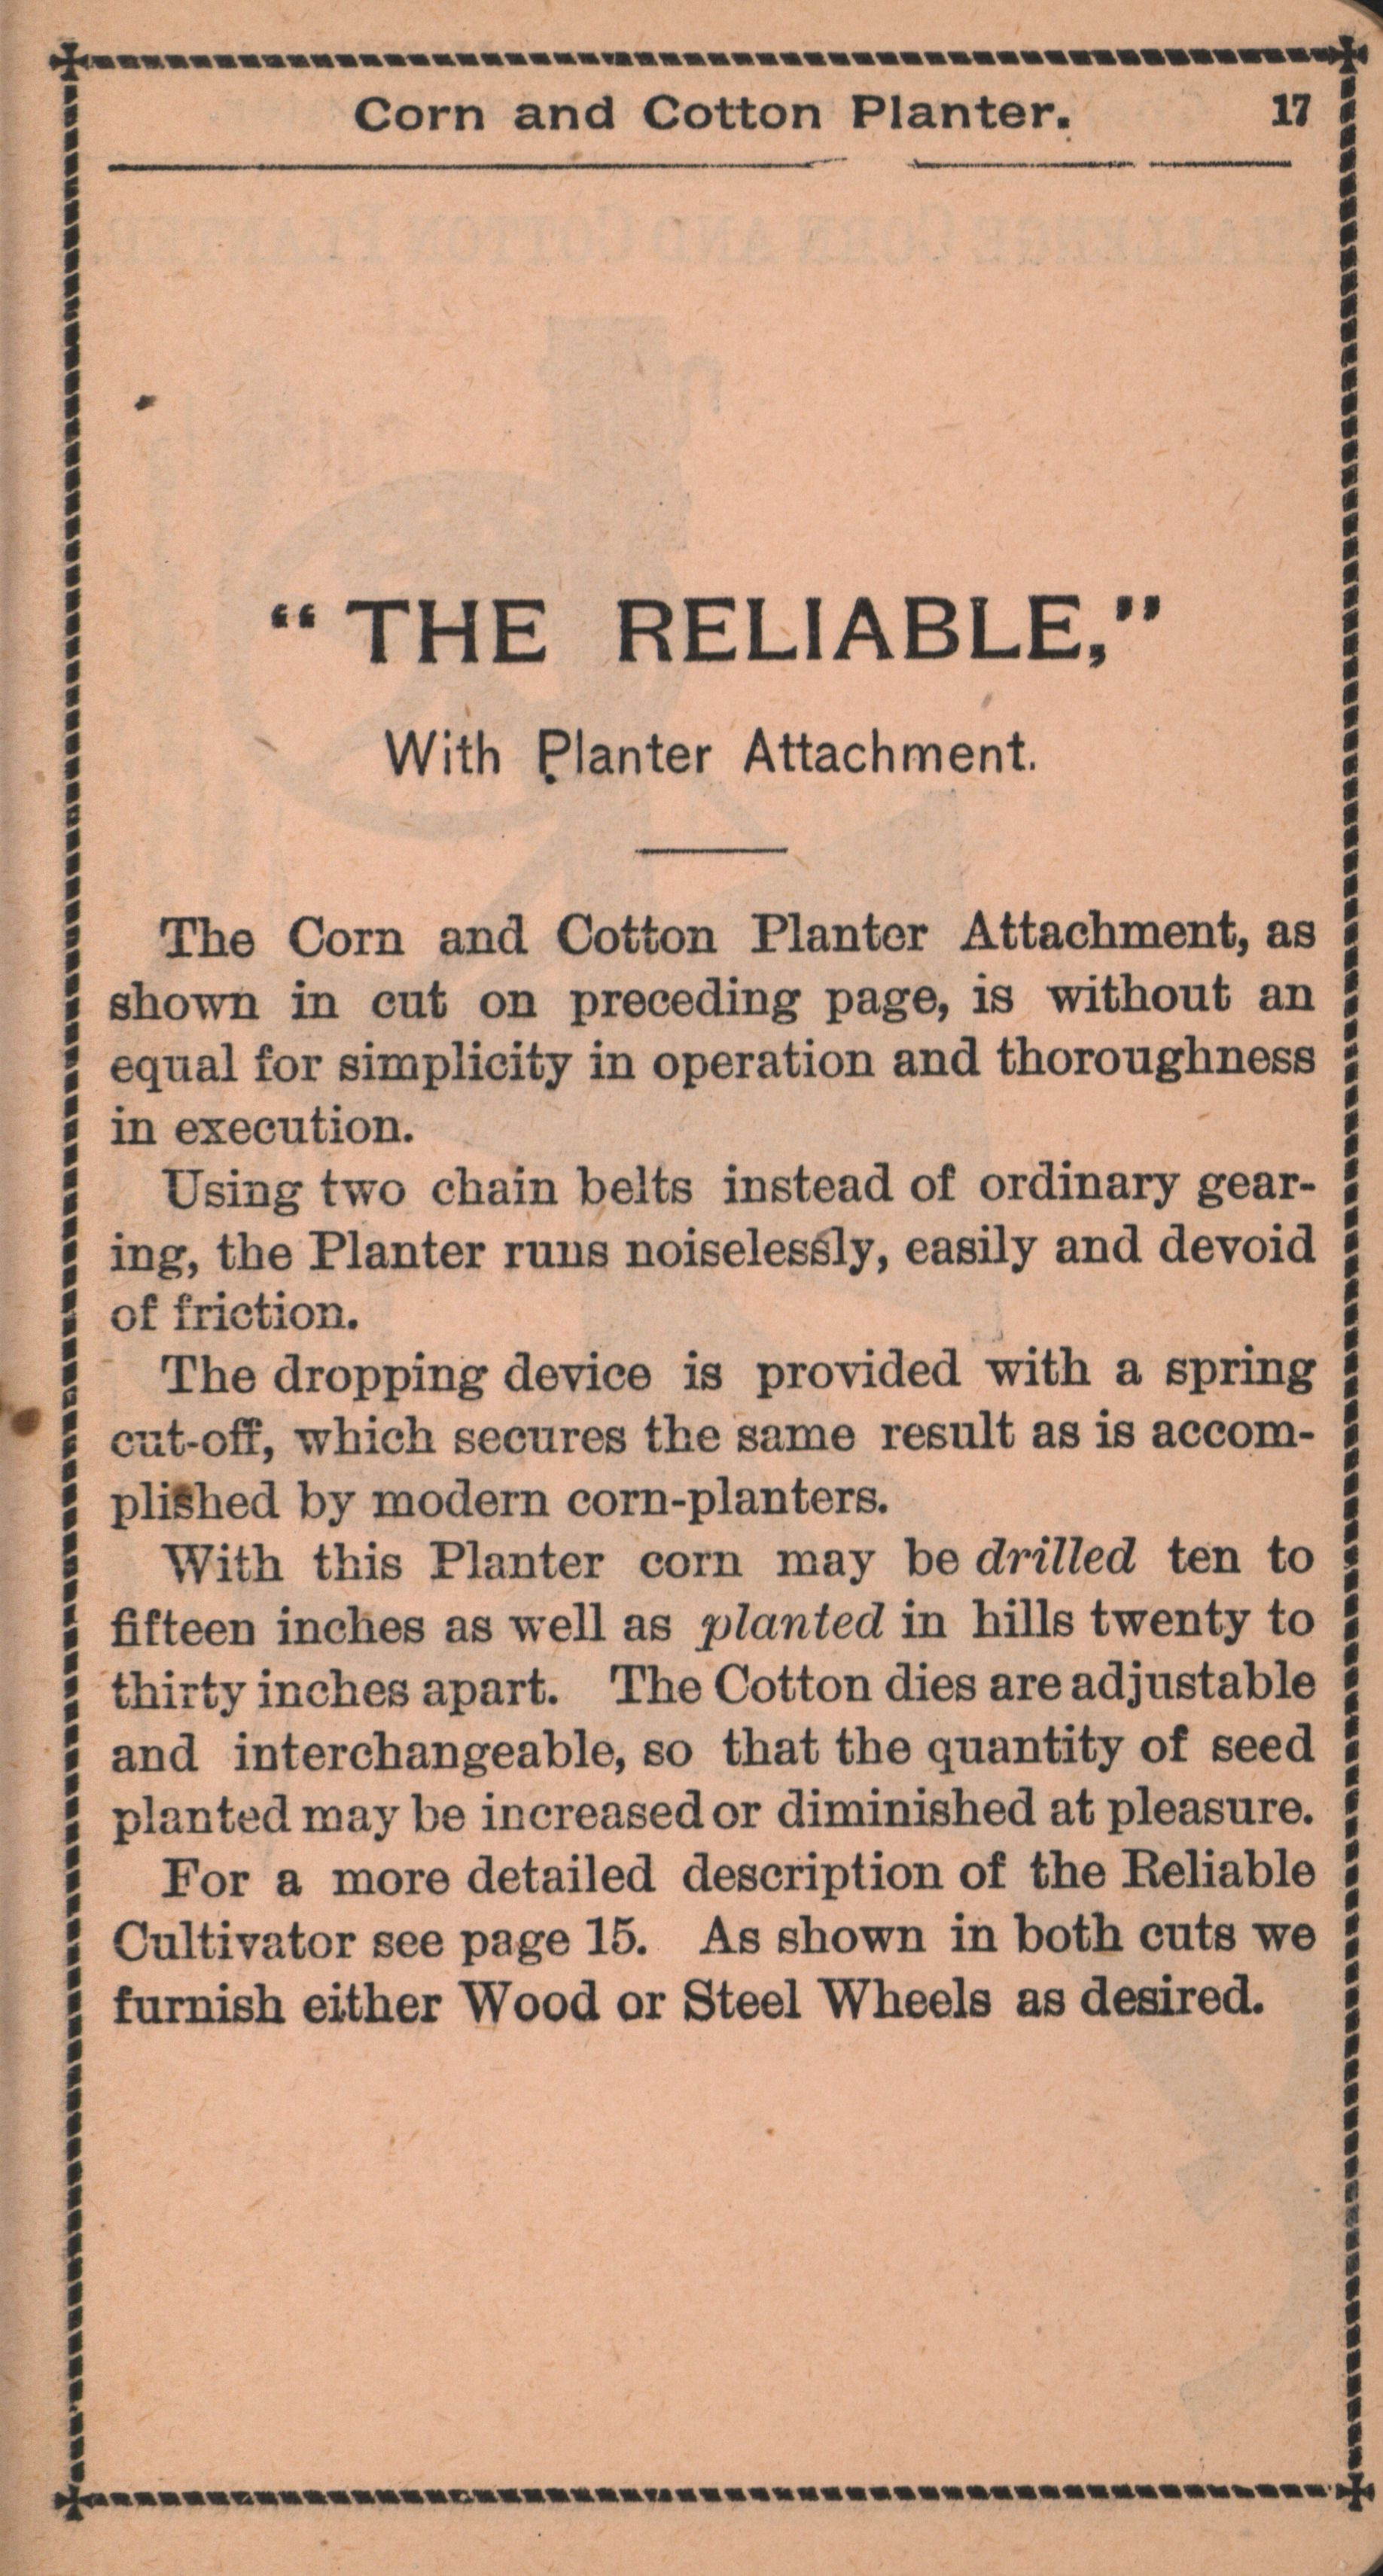 Corn and Cotton Planter. 17
“THE RELIABLE,”
With Planter Attachment.
The Corn and Cotton Planter Attachment, as
shown in cut on preceding page, is without an
equal for simplicity in operation and thoroughness
in execution.
Using two chain belts instead of ordinary gear-
ing, the Planter runs noiselessly, easily and devoid
of friction.
The dropping device is provided with a spring
cut-off, which secures the same result as is accom-
plished by modern corn-planters.
With this Planter corn may be drilled ten to
fifteen inches as well as planted in hills twenty to
thirty inches apart. The Cotton dies are adjustable
and interchangeable, so that the quantity of seed
planted may be increased or diminished at pleasure.
For a more detailed description of the Reliable
Cultivator see page 15. As shown in both cuts we
furnish either Wood or Steel Wheels as desired.